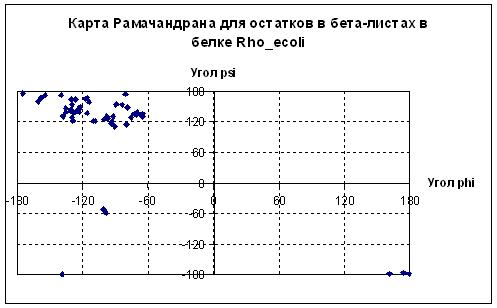 Карта Рамачандрана для остатков в бета-листах в
белке Rho_ecoli
Угол psi
180
120
60
0
-180 -120 -60 0 60 120 180
Угол phi
-60
-120
-180